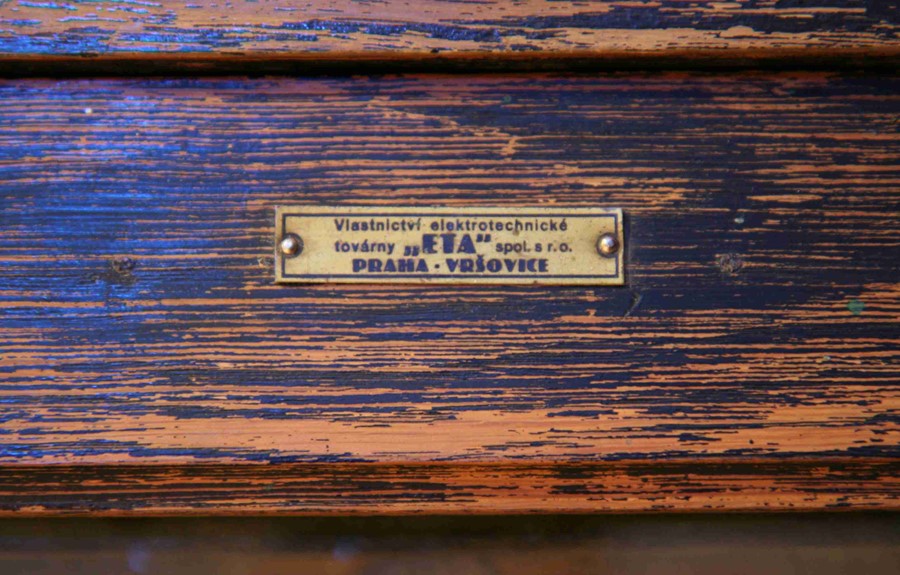 Vlastnictví elektrotechnické
továrny „ETA“ spol. s r. o.
PRAHA · VRŠOVICE